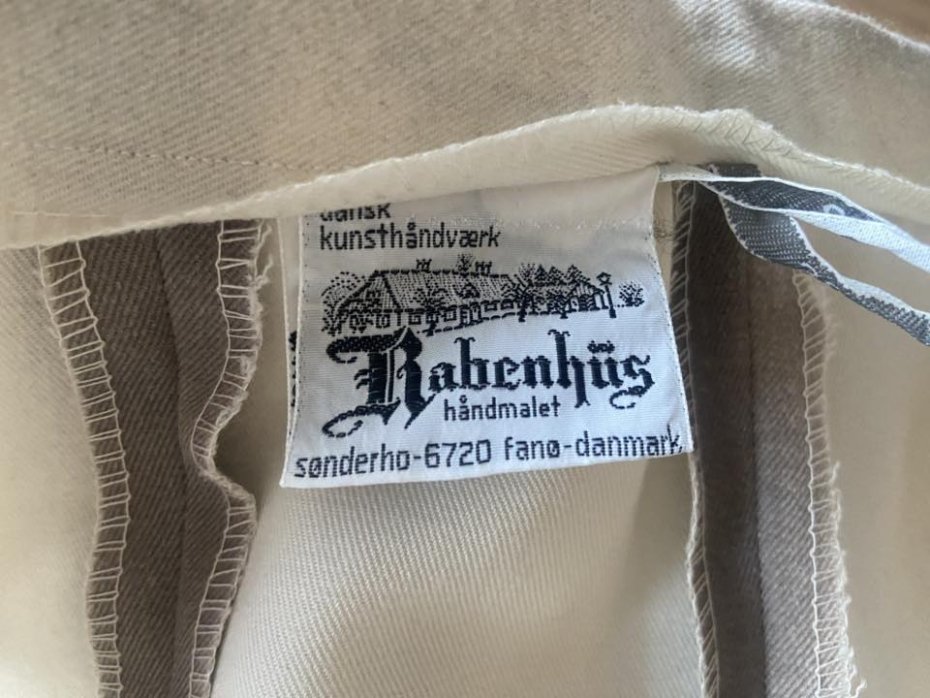 dansk
kunsthåndværk
Rabenhüs
håndmalet
sønderho-6720 fanø-danmark